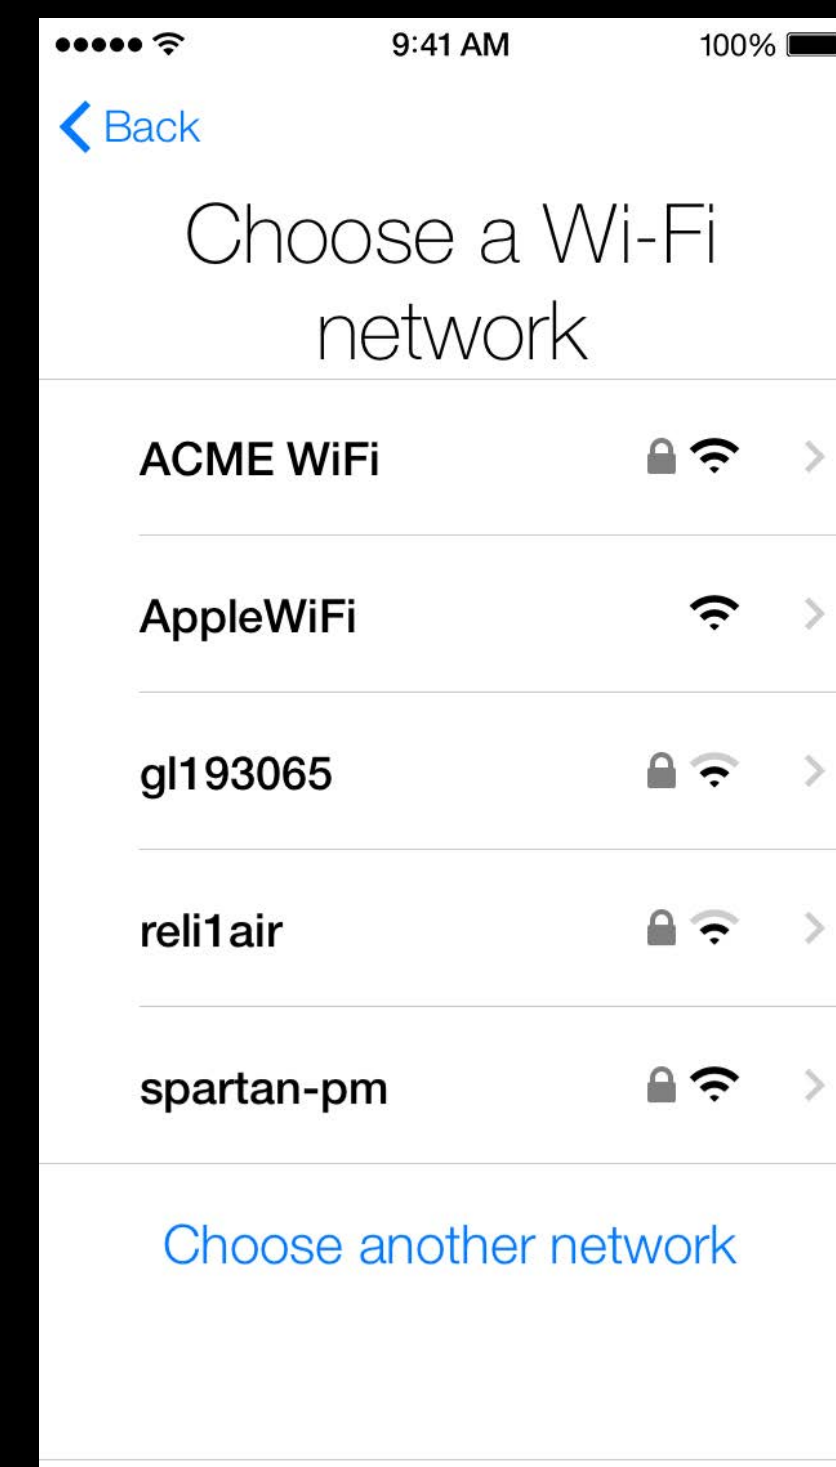 9:41 AM 100%
Back
Choose a Wi-Fi
network
ACME WiFi
AppleWiFi
gl193065
reli1air
spartan-pm
Choose another network